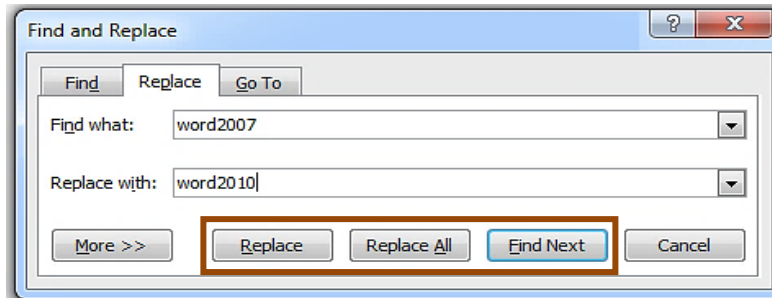 Find and Replace
Find Replace Go To
Find what: word2007
Replace with: word2010
More >> Replace Replace All Find Next Cancel